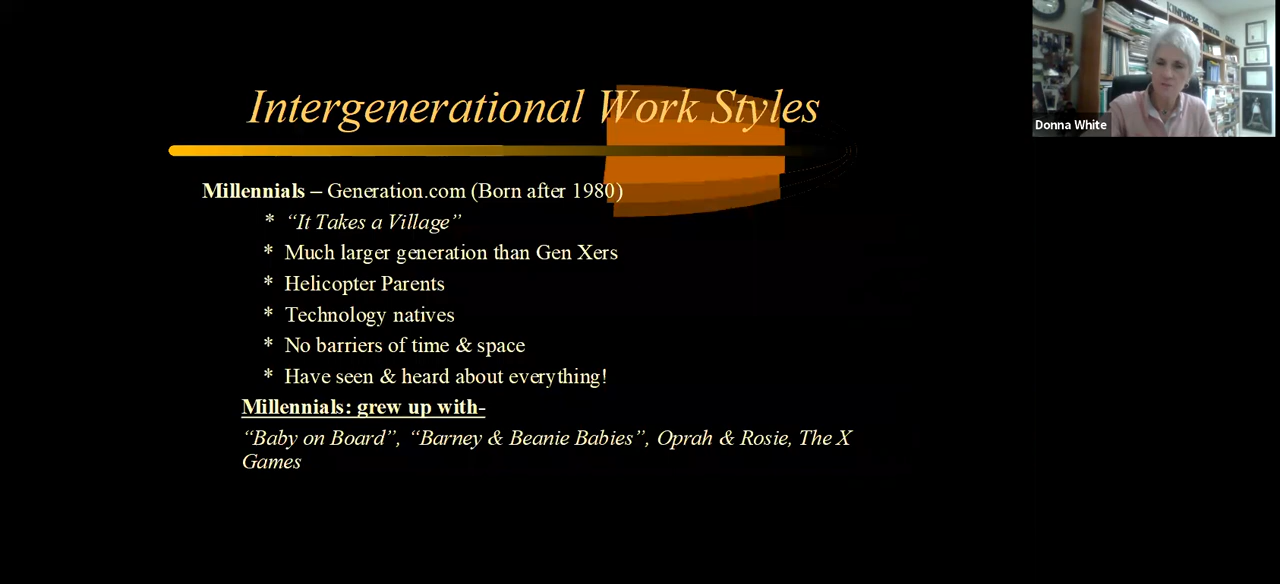 Intergenerational Work Styles
Millennials – Generation.com (Born after 1980)
* “It Takes a Village”
* Much larger generation than Gen Xers
* Helicopter Parents
* Technology natives
* No barriers of time & space
* Have seen & heard about everything!
Millennials: grew up with-
“Baby on Board”, “Barney & Beanie Babies”, Oprah & Rosie, The X
Games
KINDNESS
Donna White